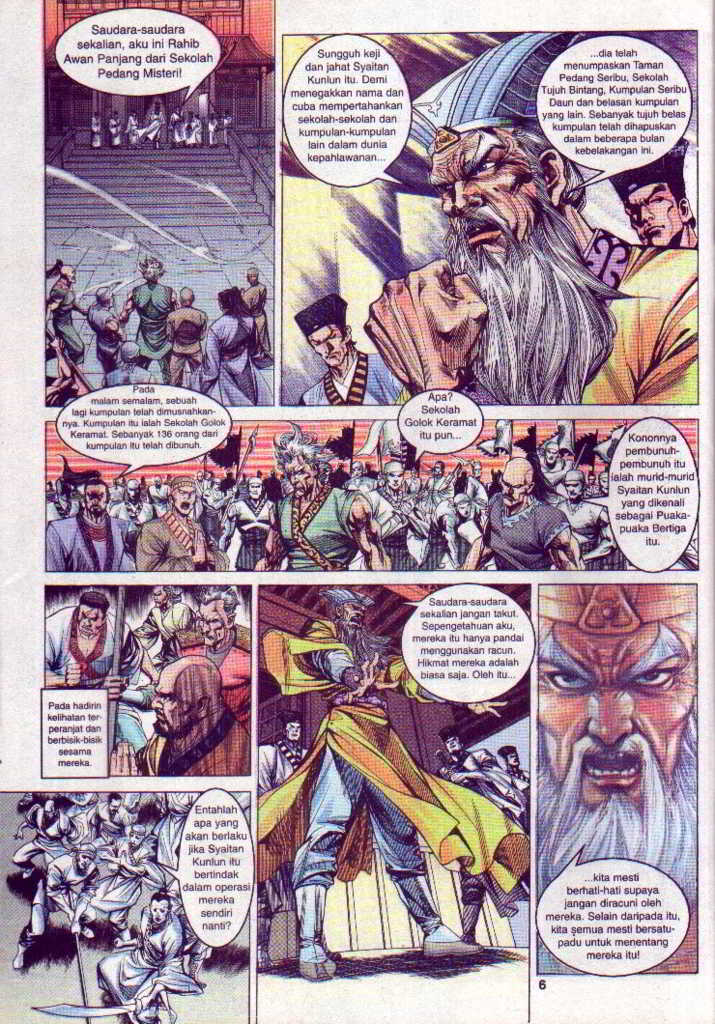 Saudara-saudara
sekalian, aku ini Rahib
Awan Panjang dari Sekolah
Pedang Misteri!
Sungguh keji
dan jahat Syaitan
Kunlun itu. Demi
menegakkan nama dan
cuba mempertahankan
sekolah-sekolah dan
kumpulan-kumpulan
lain dalam dunia
kepahlawanan...
...dia telah
menumpaskan Taman
Pedang Seribu, Sekolah
Tujuh Bintang, Kumpulan Seribu
Daun dan belasan kumpulan
yang lain. Sebanyak tujuh belas
kumpulan telah dihapuskan
dalam beberapa bulan
kebelakangan ini.
Pada
malam semalam, sebuah
lagi kumpulan telah dimusnahkan-
nya. Kumpulan itu ialah Sekolah Golok
Keramat. Sebanyak 136 orang dari
kumpulan itu telah dibunuh.
Apa?
Sekolah
Golok Keramat
itu pun...
Kononnya
pembunuh-
pembunuh itu
ialah murid-murid
Syaitan Kunlun
yang dikenali
sebagai Puaka-
puaka Bertiga
itu.
Pada hadirin
kelihatan ter-
peranjat dan
berbisik-bisik
sesama
mereka.
Saudara-saudara
sekalian jangan takut.
Sepengetahuan aku,
mereka itu hanya pandai
menggunakan racun.
Hikmat mereka adalah
biasa saja. Oleh itu...
Entahlah
apa yang
akan berlaku
jika Syaitan
Kunlun itu
bertindak
dalam operasi
mereka
sendiri
nanti?
...kita mesti
berhati-hati supaya
jangan diracuni oleh
mereka. Selain daripada itu,
kita semua mesti bersatu-
padu untuk menentang
mereka itu!
6